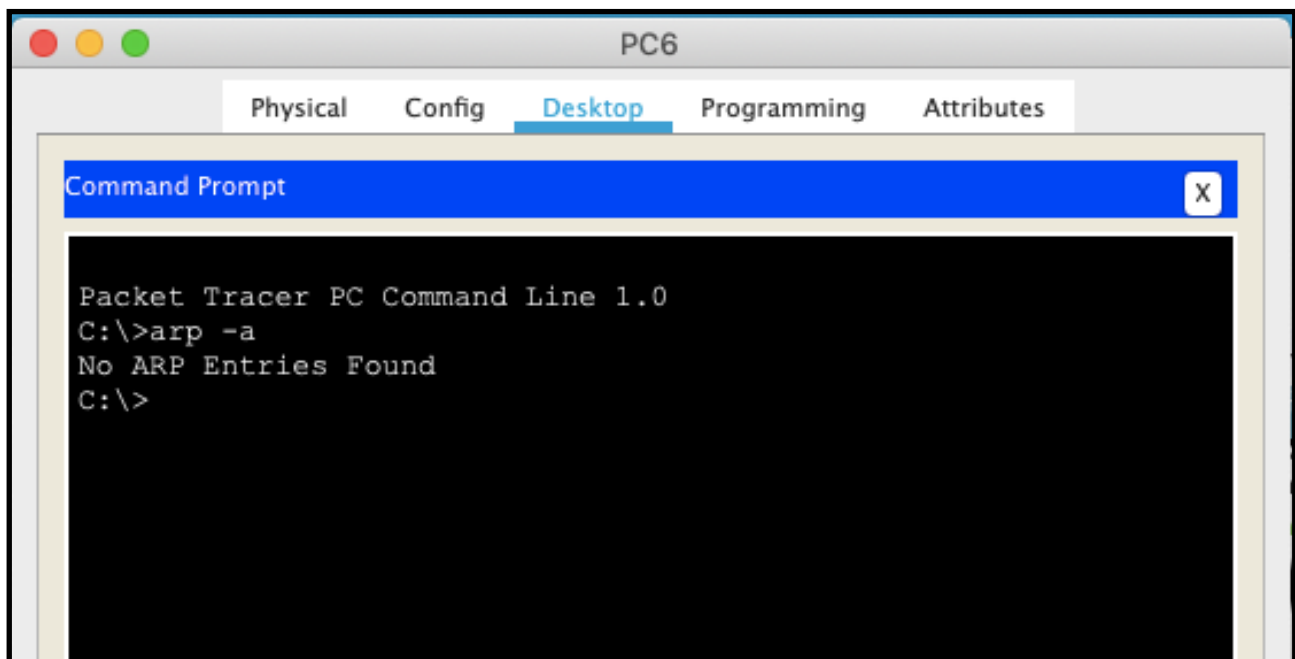 PC6
Physical Config Desktop Programming Attributes
Command Prompt
X
Packet Tracer PC Command Line 1.0
C:\>arp -a
No ARP Entries Found
C:\>